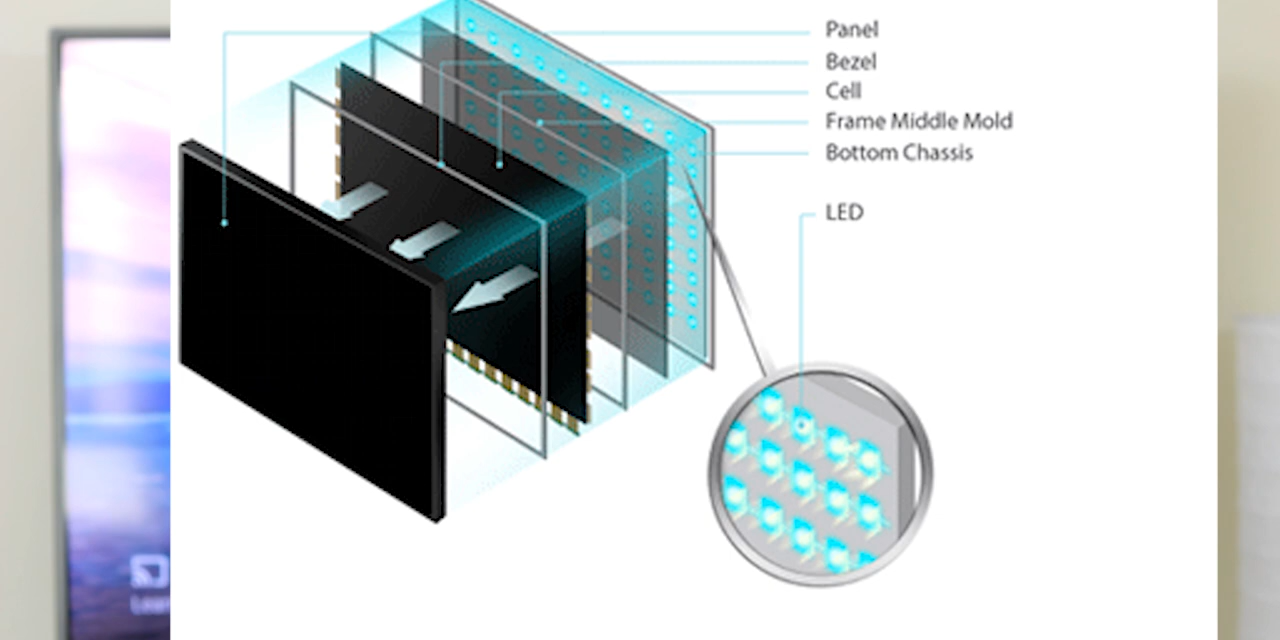 Panel
Bezel
Cell
Frame Middle Mold
Bottom Chassis
LED